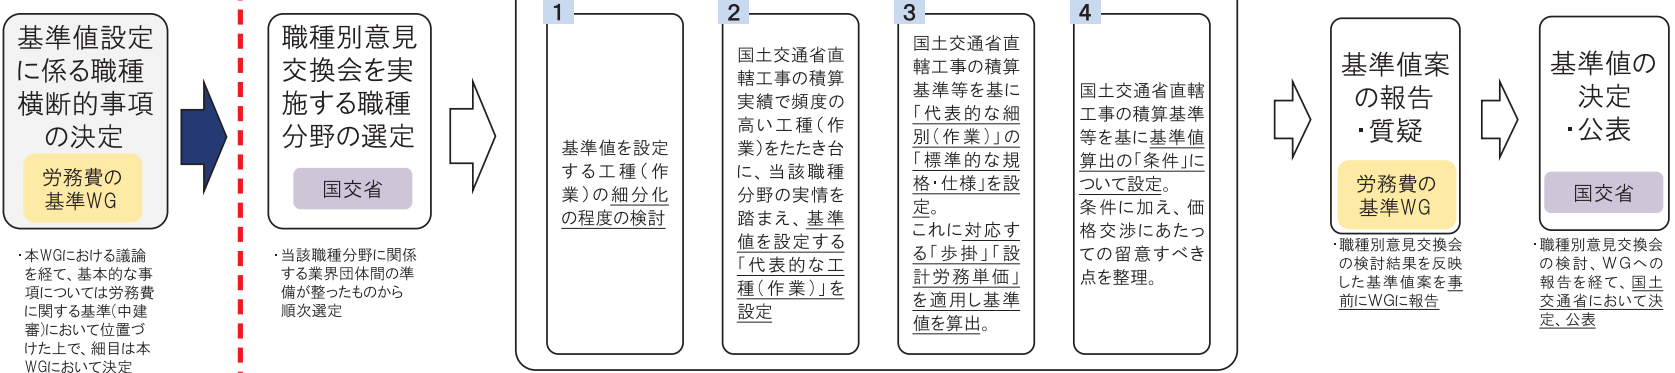 基準値設定
に係る職種
横断的事項
の決定
労務費の
基準WG
・本WGにおける議論
を経て、基本的な事
項については労務費
に関する基準(中建
審)において位置づ
けた上で、細目は本
WGにおいて決定
職種別意見
交換会を実
施する職種
分野の選定
国交省
・当該職種分野に関係
する業界団体間の準
備が整ったものから
順次選定
1
基準値を設定
する工種(作
業)の細分化
の程度の検討
2
国土交通省直
轄工事の積算
実績で頻度の
高い工種(作
業)をたたき台
に、当該職種
分野の実情を
踏まえ、基準
値を設定する
「代表的な工
種(作業)」を
設定
3
国土交通省直
轄工事の積算
基準等を基に
「代表的な細
別(作業)」の
「標準的な規
格・仕様」を設
定。
これに対応す
る「歩掛」「設
計労務単価」
を適用し基準
値を算出。
4
国土交通省直轄
工事の積算基準
等を基に基準値
算出の「条件」に
ついて設定。
条件に加え、価
格交渉にあたっ
ての留意すべき
点を整理。
基準値案
の報告
・質疑
労務費の
基準WG
・職種別意見交換会
の検討結果を反映
した基準値案を事
前にWGに報告
基準値の
決定
・公表
国交省
・職種別意見交換会
の検討、WGへの
報告を経て、国土
交通省において決
定、公表